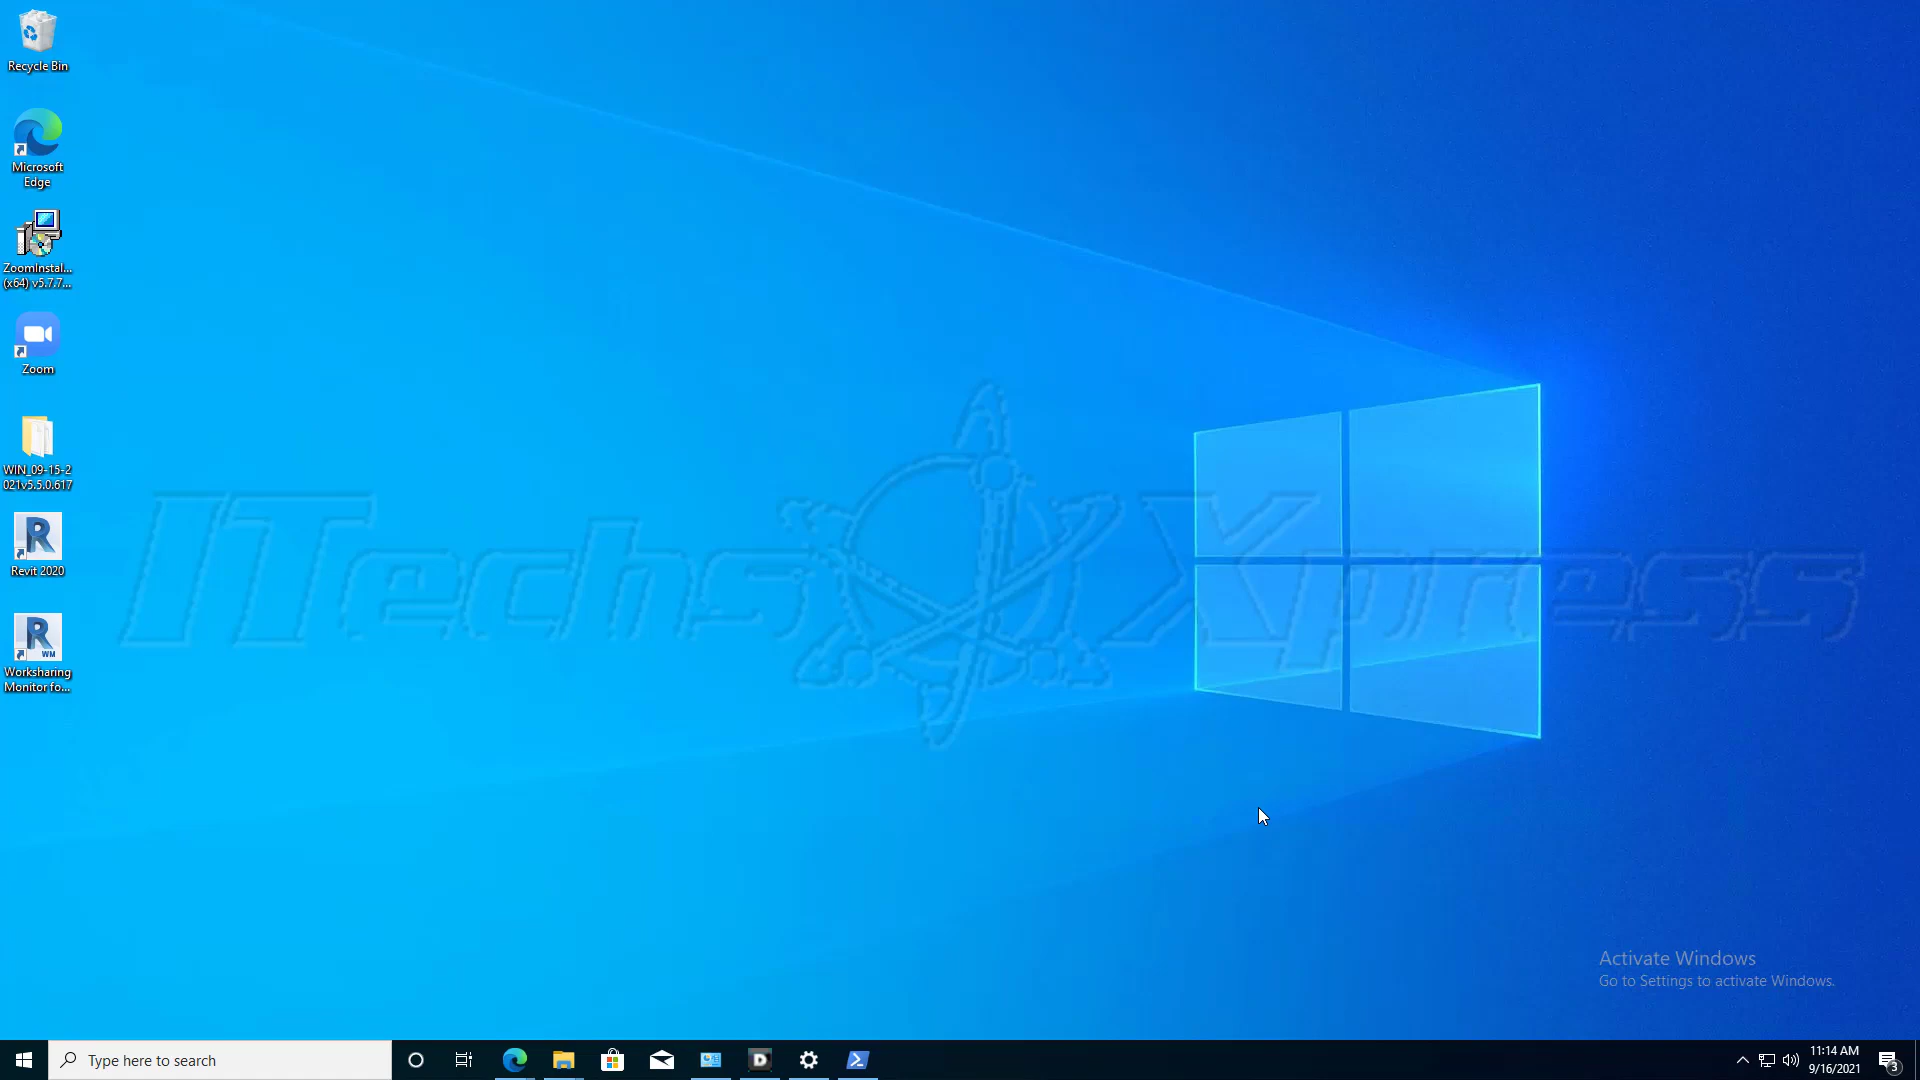 Recycle Bin
Microsoft
Edge
ZoomInstal...
(x64) v5.7.7...
Zoom
WIN_09-15-2
021v5.5.0.617
Revit 2020
WM
Worksharing
Monitor fo...
ITechsXpress
Activate Windows
Go to Settings to activate Windows.
Type here to search
D
11:14 AM
9/16/2021
3